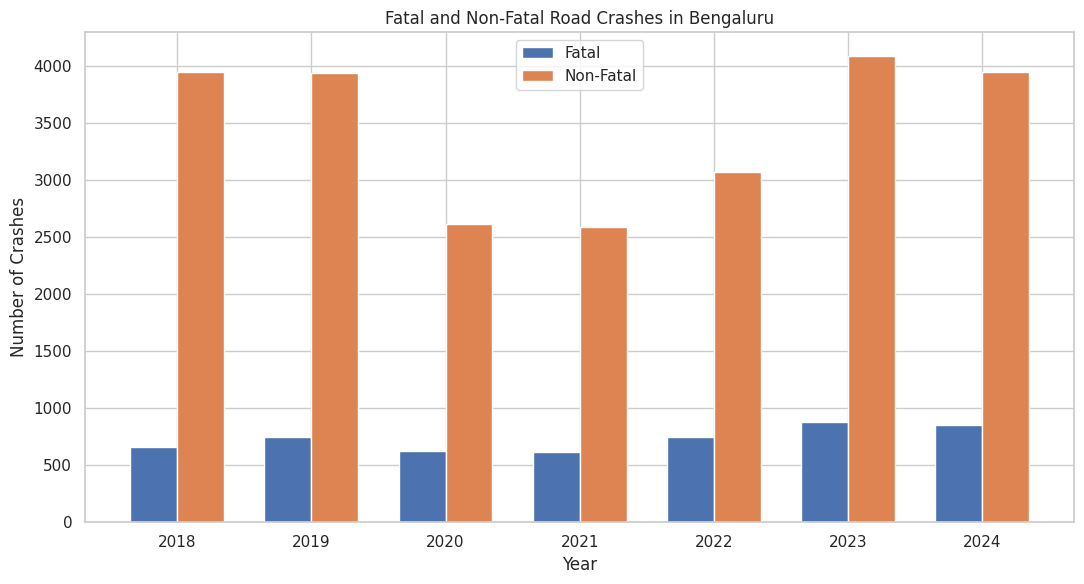 Fatal and Non-Fatal Road Crashes in Bengaluru
Fatal
Non-Fatal
Number of Crashes
4000
3500
3000
2500
2000
1500
1000
500
0
2018 2019 2020 2021 2022 2023 2024
Year